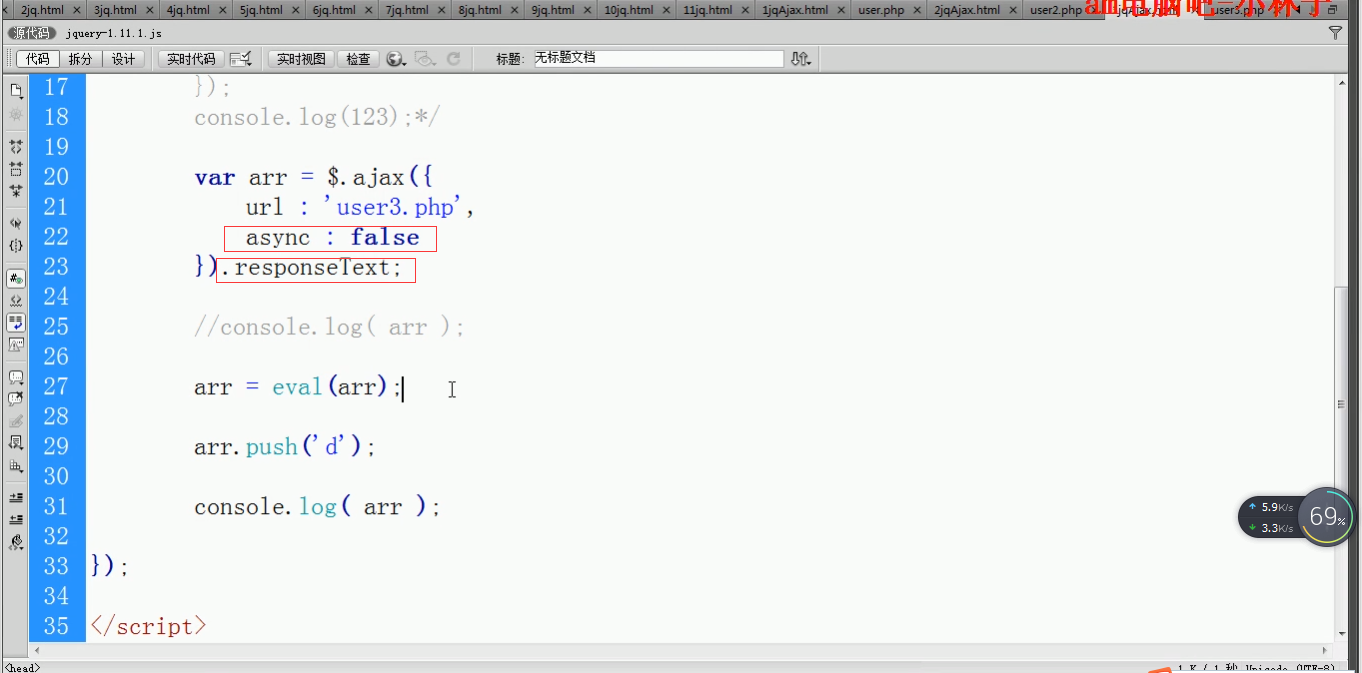 2jq.html × 3jq.html × 4jq.html × 5jq.html × 6jq.html × 7jq.html × 8jq.html × 9jq.html × 10jq.html × 11jq.html × 1jqAjax.html × user.php × 2jqAjax.html × user2.php user3.php
电脑吧-小林子
源代码 jquery-1.11.1.js
代码 拆分 设计 实时代码 实时视图 检查 标题: 无标题文档
17 });
18 console.log(123);*/
19
20 var arr = $.ajax({
21 url : 'user3.php',
22 async : false
23 }).responseText;
24
25 //console.log( arr );
26
27 arr = eval(arr);
28
29 arr.push('d');
30
31 console.log( arr );
32
33 });
34
35 </script>
5.9K/s
3.3K/s
69%
<head> 1 K / 1 秒 Unicode (UTF-8)